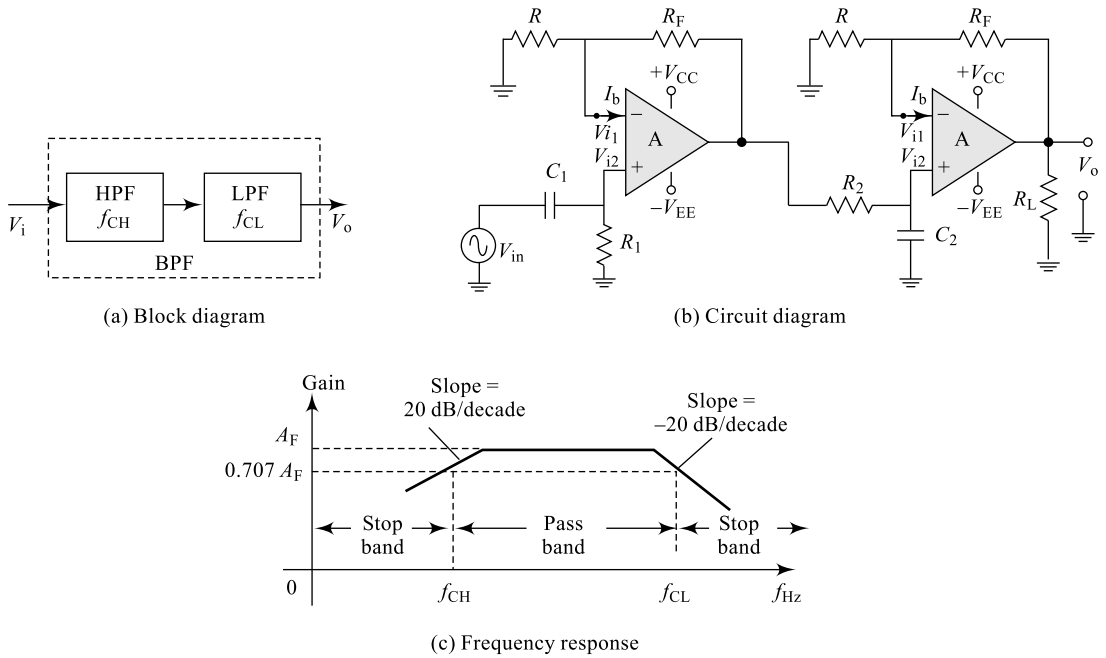 HPF
f_CH
LPF
f_CL
V_i
V_o
BPF
(a) Block diagram
R
R_F
+V_CC
I_b
Vi_1
V_i2
A
−
+
−V_EE
C_1
R_1
V_in
R
R_F
+V_CC
I_b
V_i1
V_i2
A
−
+
−V_EE
R_2
C_2
R_L
V_o
(b) Circuit diagram
Gain
Slope =
20 dB/decade
Slope =
−20 dB/decade
A_F
0.707 A_F
Stop
band
Pass
band
Stop
band
0
f_CH
f_CL
f_Hz
(c) Frequency response